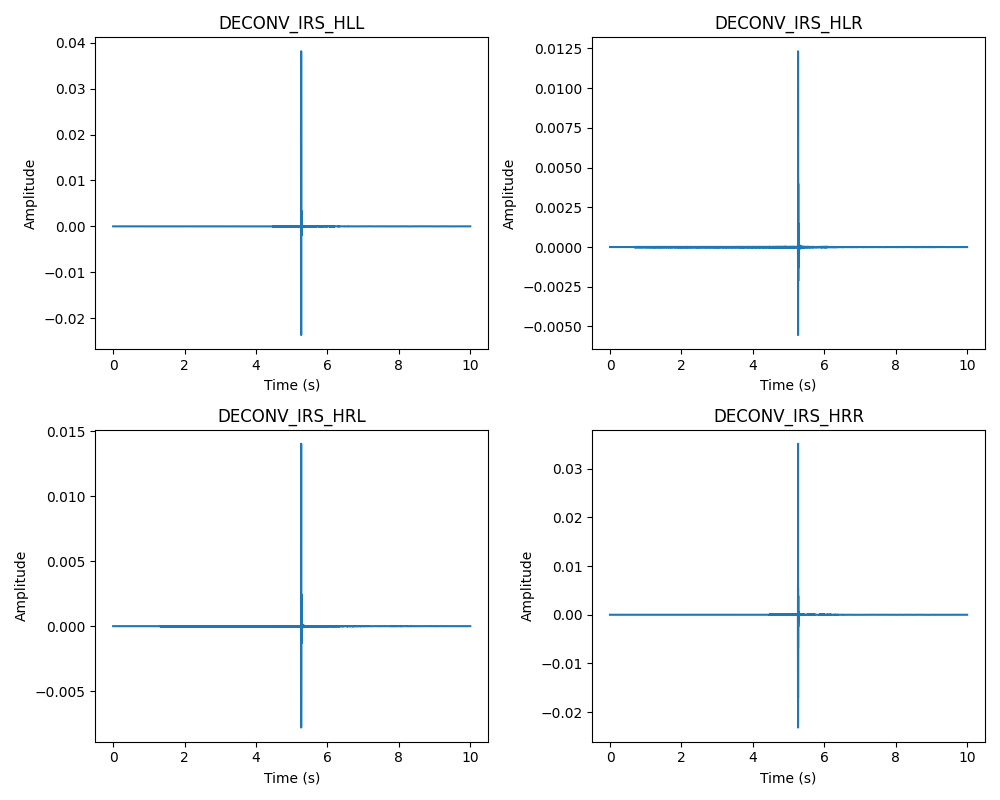 DECONV_IRS_HLL
0.04
0.03
0.02
0.01
0.00
−0.01
−0.02
Amplitude
0 2 4 6 8 10
Time (s)
DECONV_IRS_HLR
0.0125
0.0100
0.0075
0.0050
0.0025
0.0000
−0.0025
−0.0050
Amplitude
0 2 4 6 8 10
Time (s)
DECONV_IRS_HRL
0.015
0.010
0.005
0.000
−0.005
Amplitude
0 2 4 6 8 10
Time (s)
DECONV_IRS_HRR
0.03
0.02
0.01
0.00
−0.01
−0.02
Amplitude
0 2 4 6 8 10
Time (s)